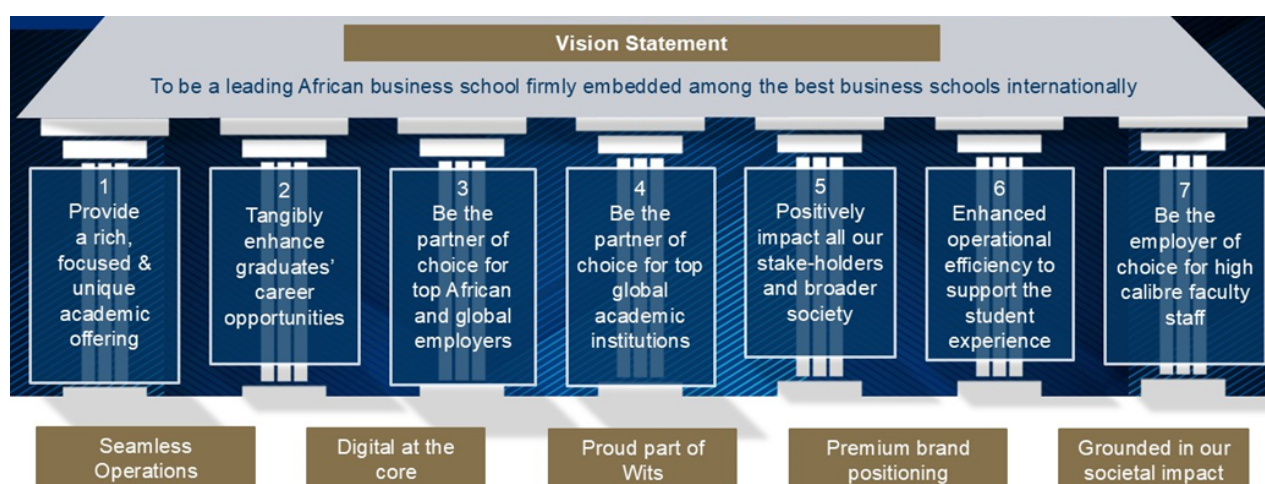 Vision Statement
To be a leading African business school firmly embedded among the best business schools internationally
1
Provide
a rich,
focused &
unique
academic
offering
2
Tangibly
enhance
graduates’
career
opportunities
3
Be the
partner of
choice for
top African
and global
employers
4
Be the
partner of
choice for top
global
academic
institutions
5
Positively
impact all our
stake-holders
and broader
society
6
Enhanced
operational
efficiency to
support the
student
experience
7
Be the
employer of
choice for high
calibre faculty
staff
Seamless
Operations
Digital at the
core
Proud part of
Wits
Premium brand
positioning
Grounded in our
societal impact